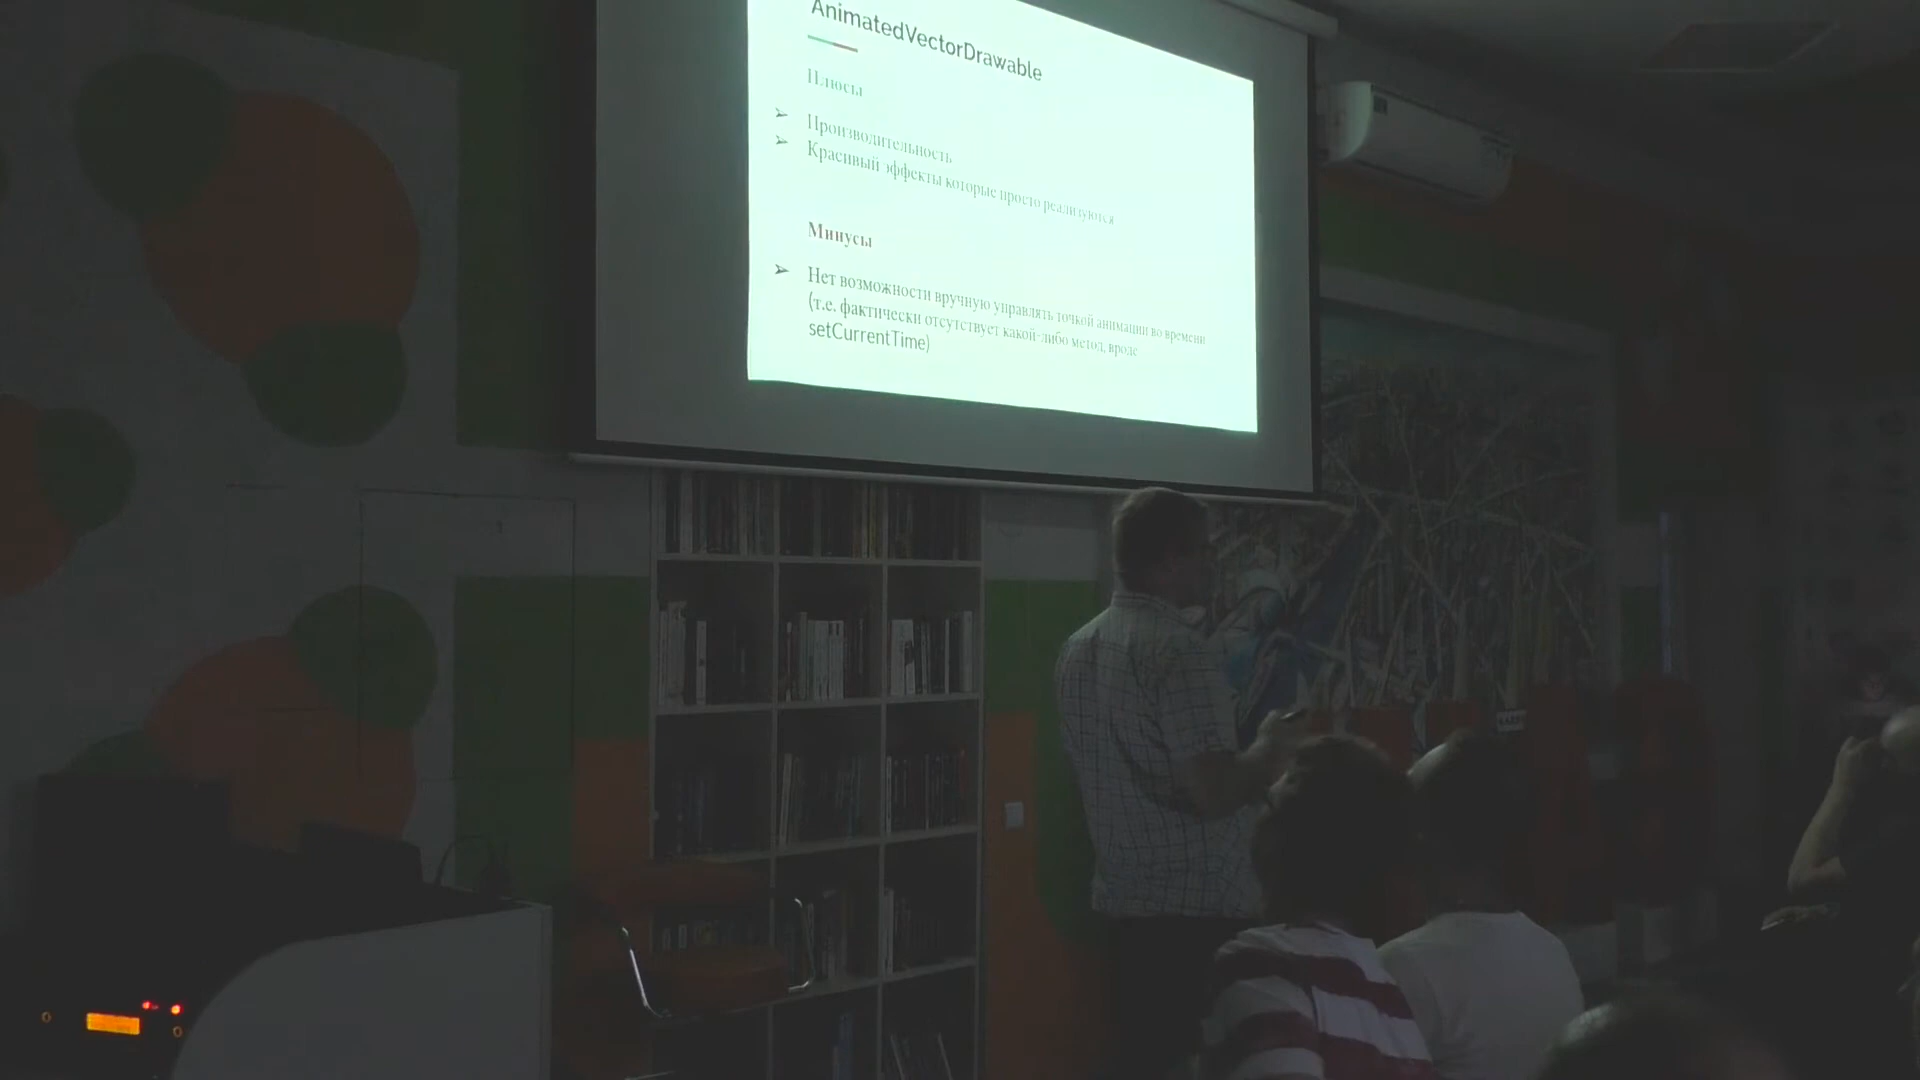 AnimatedVectorDrawable
Плюсы
➢ Производительность
➢ Красивый эффекты которые просто реализуются
Минусы
➢ Нет возможности вручную управлять точкой анимации во времени
(т.е. фактически отсутствует какой-либо метод, вроде
setCurrentTime)